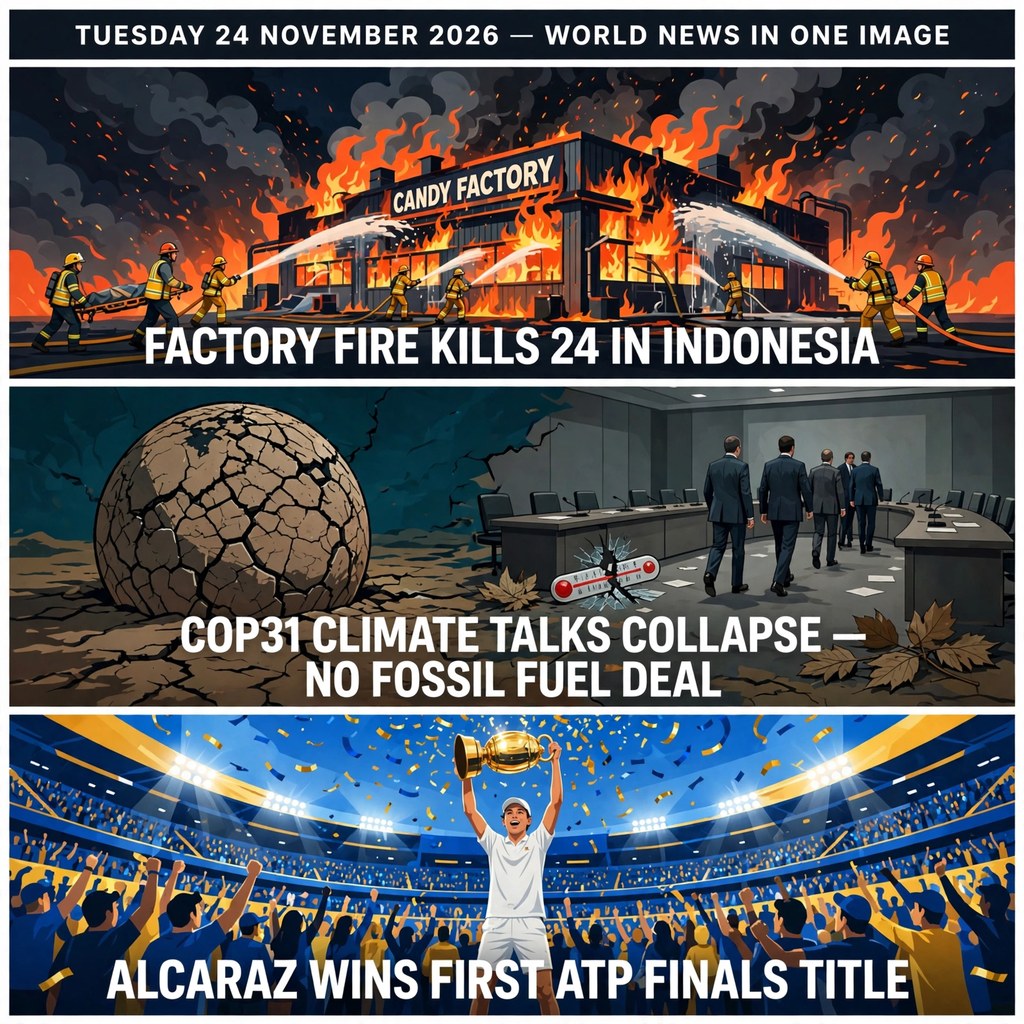 TUESDAY 24 NOVEMBER 2026 — WORLD NEWS IN ONE IMAGE
CANDY FACTORY
FACTORY FIRE KILLS 24 IN INDONESIA
COP31 CLIMATE TALKS COLLAPSE —
NO FOSSIL FUEL DEAL
ALCARAZ WINS FIRST ATP FINALS TITLE